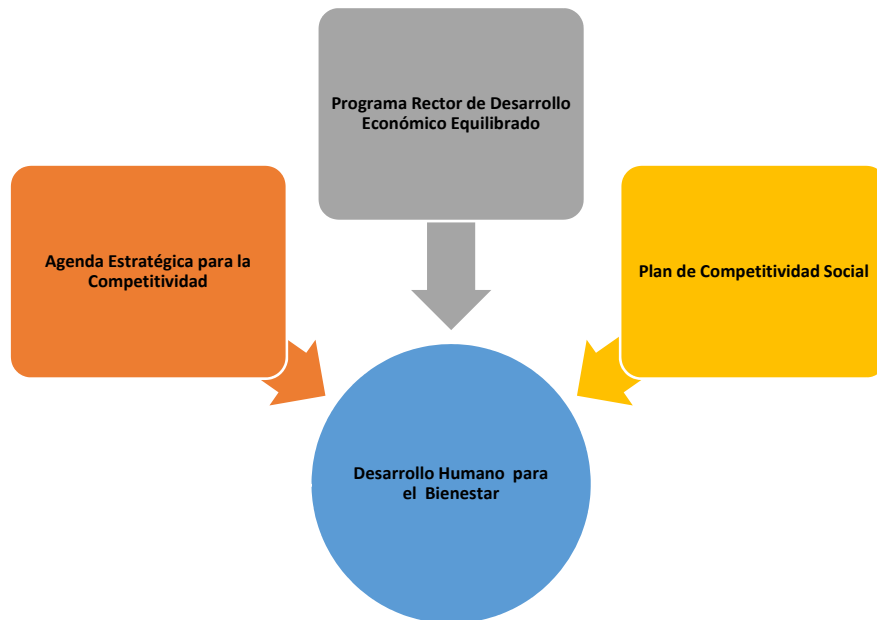 Programa Rector de Desarrollo
Económico Equilibrado
Agenda Estratégica para la
Competitividad
Plan de Competitividad Social
Desarrollo Humano para
el Bienestar